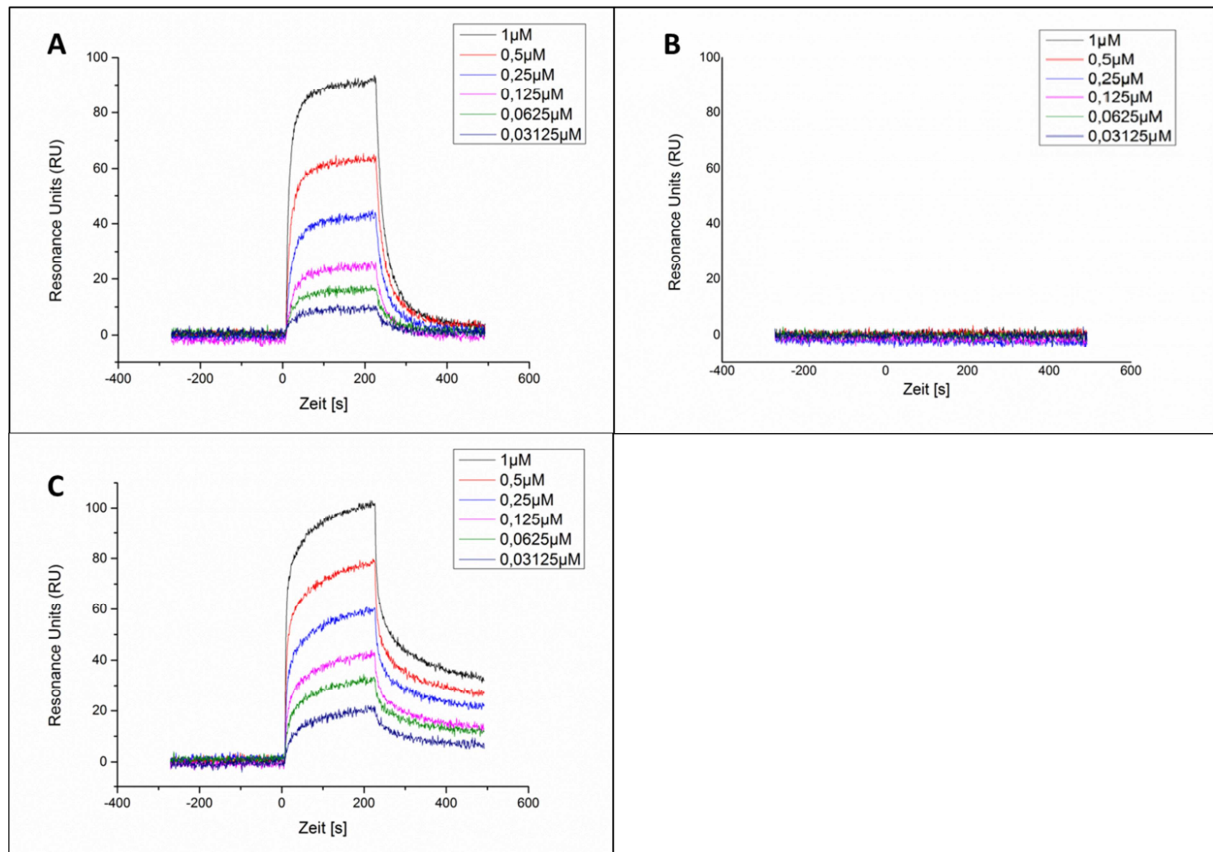 A
1µM
0,5µM
0,25µM
0,125µM
0,0625µM
0,03125µM
100
80
60
40
20
0
Resonance Units (RU)
-400 -200 0 200 400 600
Zeit [s]
B
1µM
0,5µM
0,25µM
0,125µM
0,0625µM
0,03125µM
100
80
60
40
20
0
Resonance Units (RU)
-400 -200 0 200 400 600
Zeit [s]
C
1µM
0,5µM
0,25µM
0,125µM
0,0625µM
0,03125µM
100
80
60
40
20
0
Resonance Units (RU)
-400 -200 0 200 400 600
Zeit [s]